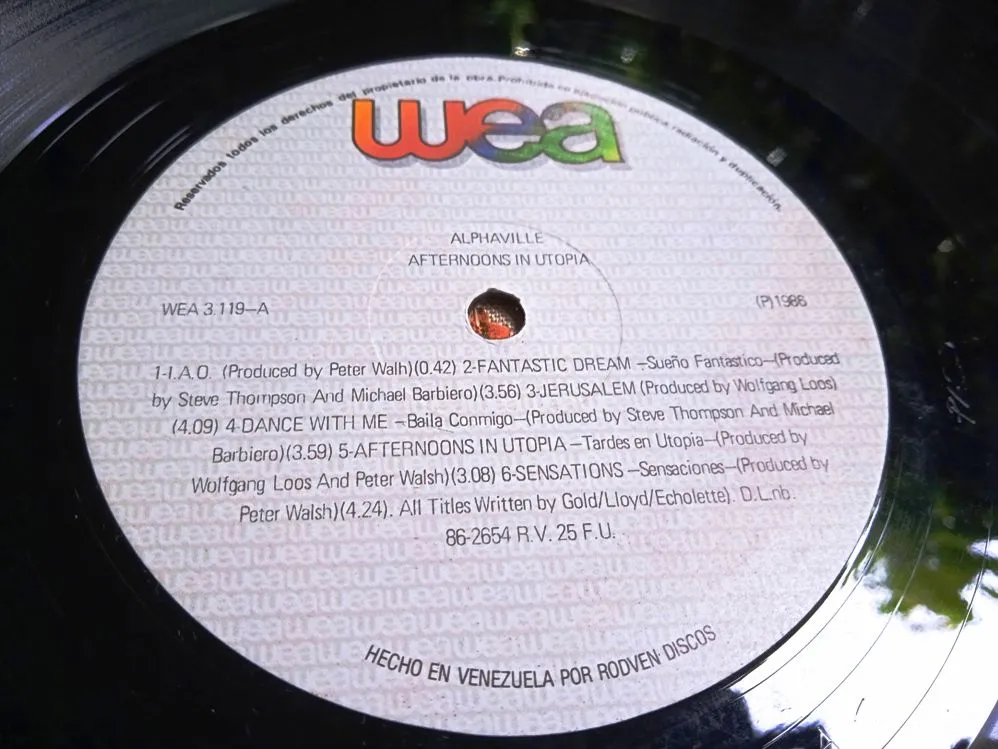 Reservados todos los derechos del propietario de la obra. Prohibida su ejecución pública radiación y duplicación.
wea
ALPHAVILLE
AFTERNOONS IN UTOPIA
WEA 3.119-A
(P)1986
1-I.A.O. (Produced by Peter Walh)(0.42) 2-FANTASTIC DREAM -Sueño Fantastico-(Produced
by Steve Thompson And Michael Barbiero)(3.56) 3-JERUSALEM (Produced by Wolfgang Loos)
(4.09) 4-DANCE WITH ME -Baila Conmigo-(Produced by Steve Thompson And Michael
Barbiero)(3.59) 5-AFTERNOONS IN UTOPIA -Tardes en Utopia-(Produced by
Wolfgang Loos And Peter Walsh)(3.08) 6-SENSATIONS -Sensaciones-(Produced by
Peter Walsh)(4.24). All Titles Written by Gold/Lloyd/Echolette). D.L.nb.
86-2654 R.V. 25 F.U.
HECHO EN VENEZUELA POR RODVEN DISCOS